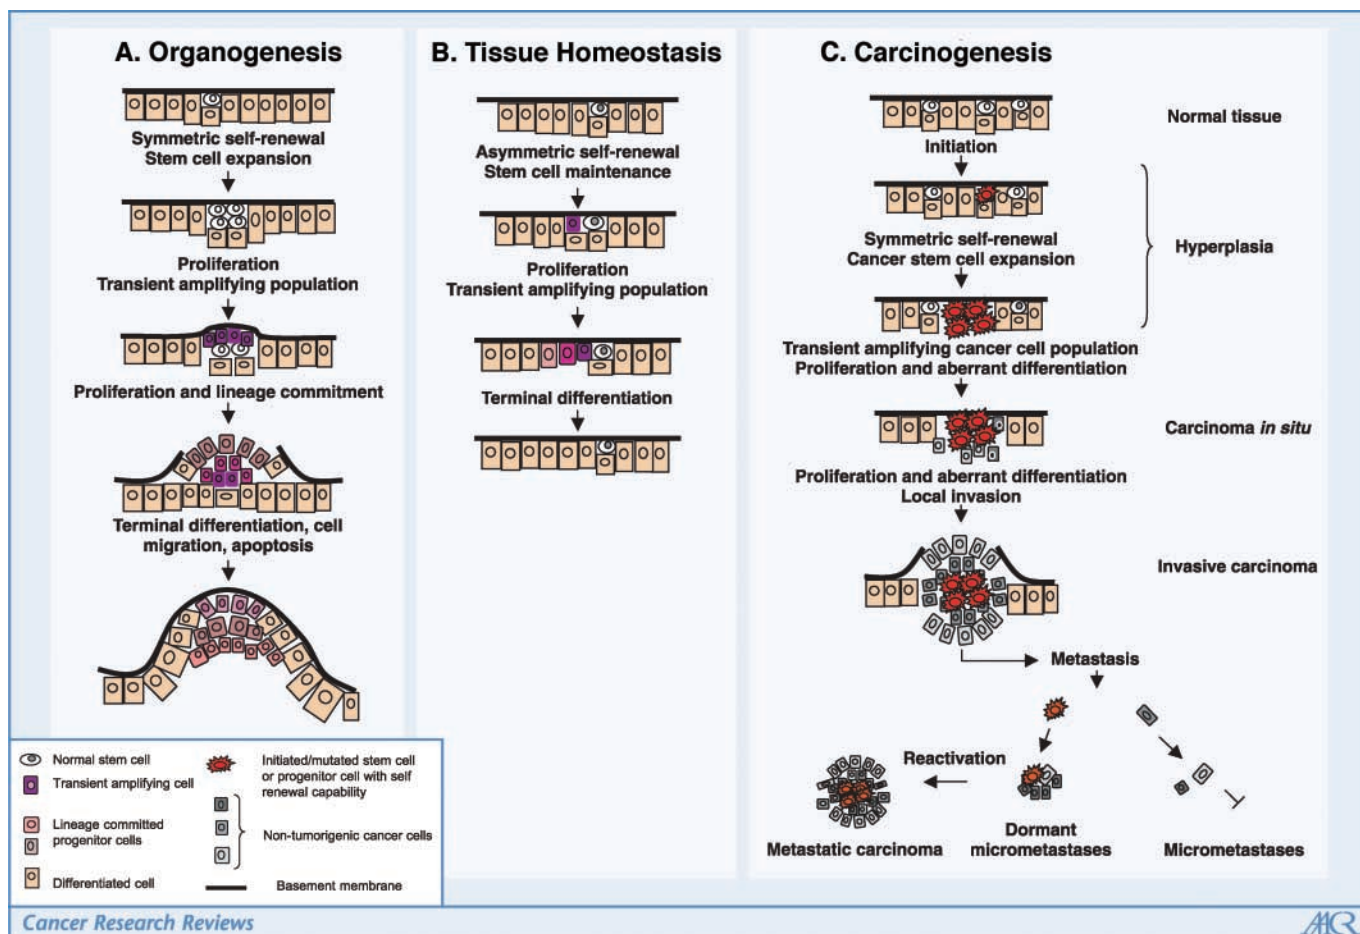 A. Organogenesis
Symmetric self-renewal
Stem cell expansion
Proliferation
Transient amplifying population
Proliferation and lineage commitment
Terminal differentiation, cell
migration, apoptosis
B. Tissue Homeostasis
Asymmetric self-renewal
Stem cell maintenance
Proliferation
Transient amplifying population
Terminal differentiation
C. Carcinogenesis
Normal tissue
Initiation
Symmetric self-renewal
Cancer stem cell expansion
Hyperplasia
Transient amplifying cancer cell population
Proliferation and aberrant differentiation
Carcinoma in situ
Proliferation and aberrant differentiation
Local invasion
Invasive carcinoma
Metastasis
Reactivation
Metastatic carcinoma
Dormant
micrometastases
Micrometastases
Normal stem cell
Transient amplifying cell
Lineage committed
progenitor cells
Differentiated cell
Initiated/mutated stem cell
or progenitor cell with self
renewal capability
Non-tumorigenic cancer cells
Basement membrane
Cancer Research Reviews
AACR